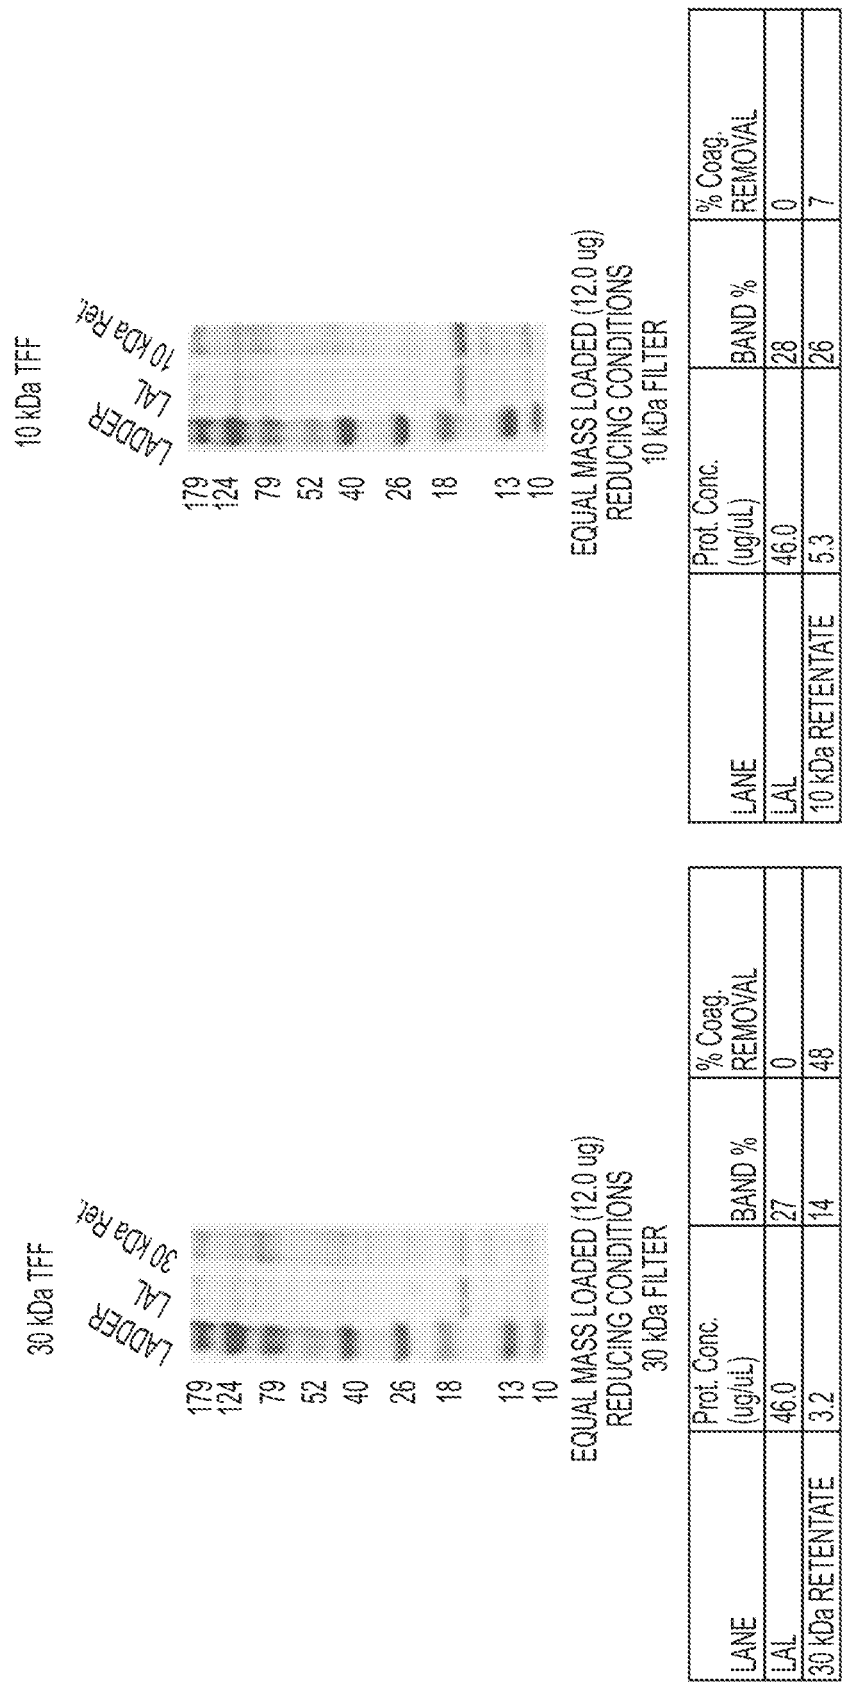 30 kDa TFF
LADDER
LAL
30 kDa Ret.
179
124
79
52
40
26
18
13
10
EQUAL MASS LOADED (12.0 ug)
REDUCING CONDITIONS
30 kDa FILTER
LANE Prot. Conc. (ug/uL) BAND % % Coag. REMOVAL
LAL 46.0 27 0
30 kDa RETENTATE 3.2 14 48
10 kDa TFF
LADDER
LAL
10 kDa Ret.
179
124
79
52
40
26
18
13
10
EQUAL MASS LOADED (12.0 ug)
REDUCING CONDITIONS
10 kDa FILTER
LANE Prot. Conc. (ug/uL) BAND % % Coag. REMOVAL
LAL 46.0 28 0
10 kDa RETENTATE 5.3 26 7